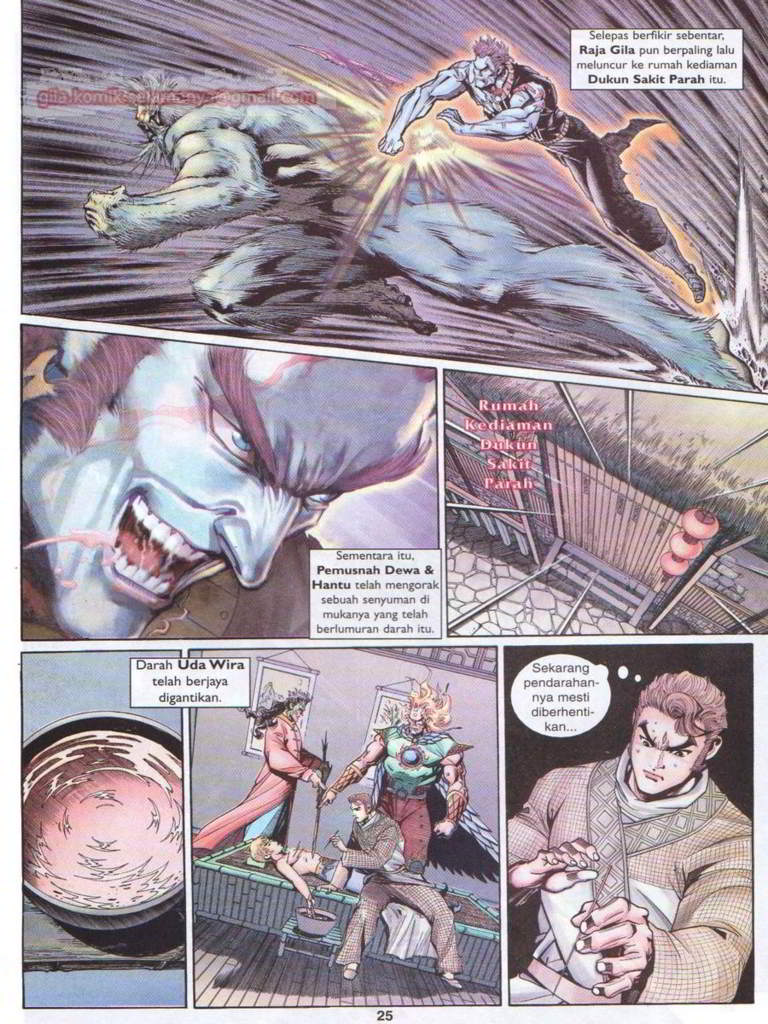 Selepas berfikir sebentar,
Raja Gila pun berpaling lalu
meluncur ke rumah kediaman
Dukun Sakit Parah itu.
Sementara itu,
Pemusnah Dewa &
Hantu telah mengorak
sebuah senyuman di
mukanya yang telah
berlumuran darah itu.
Rumah
Kediaman
Dukun
Sakit
Parah
Darah Uda Wira
telah berjaya
digantikan.
Sekarang
pendarahan-
nya mesti
diberhenti-
kan...
25